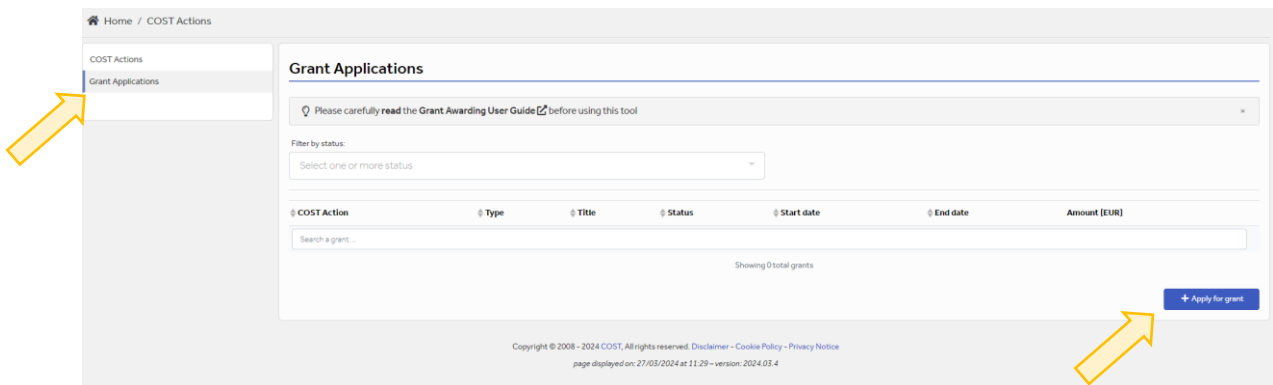 Home / COST Actions
COST Actions
Grant Applications
Grant Applications
Please carefully read the Grant Awarding User Guide before using this tool
×
Filter by status:
Select one or more status
COST Action Type Title Status Start date End date Amount [EUR]
Search a grant...
Showing 0 total grants
+ Apply for grant
Copyright © 2008 - 2024 COST, All rights reserved. Disclaimer - Cookie Policy - Privacy Notice
page displayed on: 27/03/2024 at 11:29 – version: 2024.03.4